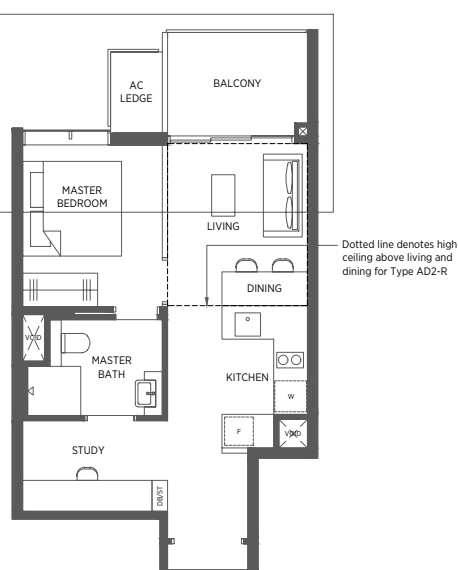 AC
LEDGE
BALCONY
MASTER
BEDROOM
LIVING
Dotted line denotes high
ceiling above living and
dining for Type AD2-R
DINING
VOID
MASTER
BATH
KITCHEN
W
F
VOID
STUDY
DB/ST